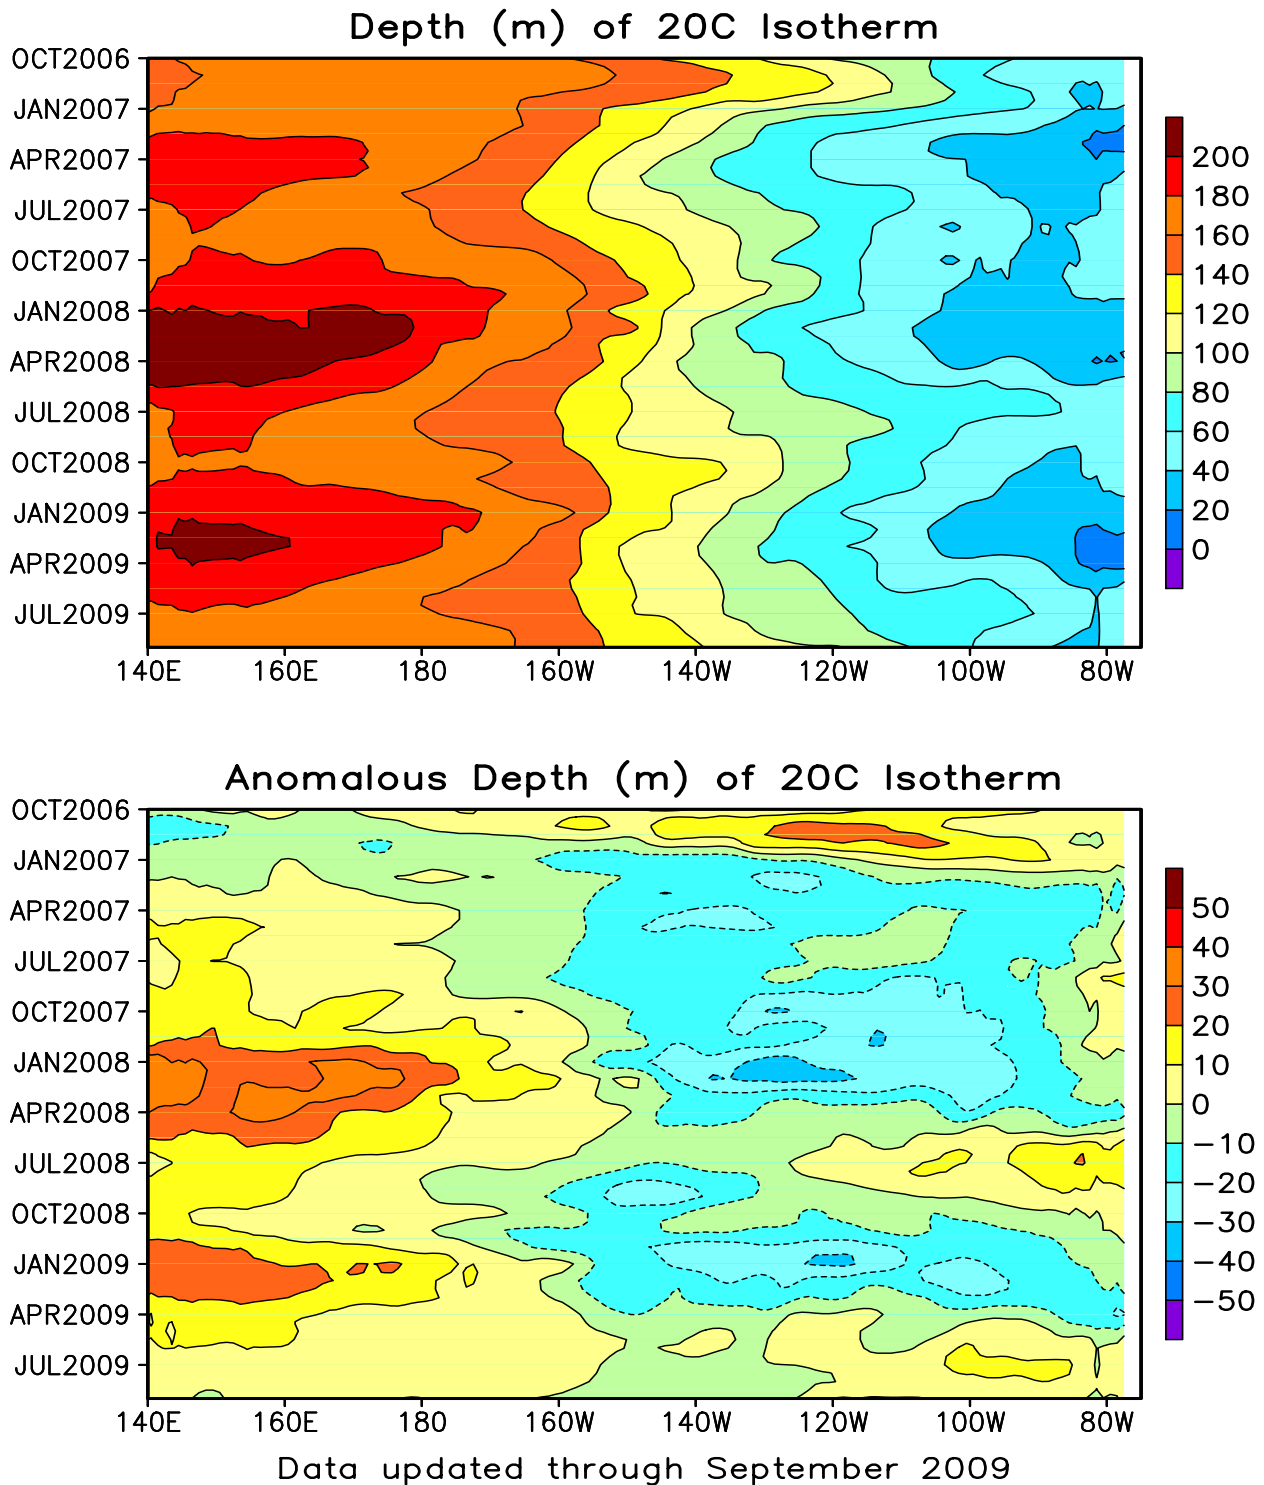 Depth (m) of 20C Isotherm
OCT2006
JAN2007
APR2007
JUL2007
OCT2007
JAN2008
APR2008
JUL2008
OCT2008
JAN2009
APR2009
JUL2009
140E 160E 180 160W 140W 120W 100W 80W
200
180
160
140
120
100
80
60
40
20
0
Anomalous Depth (m) of 20C Isotherm
OCT2006
JAN2007
APR2007
JUL2007
OCT2007
JAN2008
APR2008
JUL2008
OCT2008
JAN2009
APR2009
JUL2009
140E 160E 180 160W 140W 120W 100W 80W
50
40
30
20
10
0
−10
−20
−30
−40
−50
Data updated through September 2009